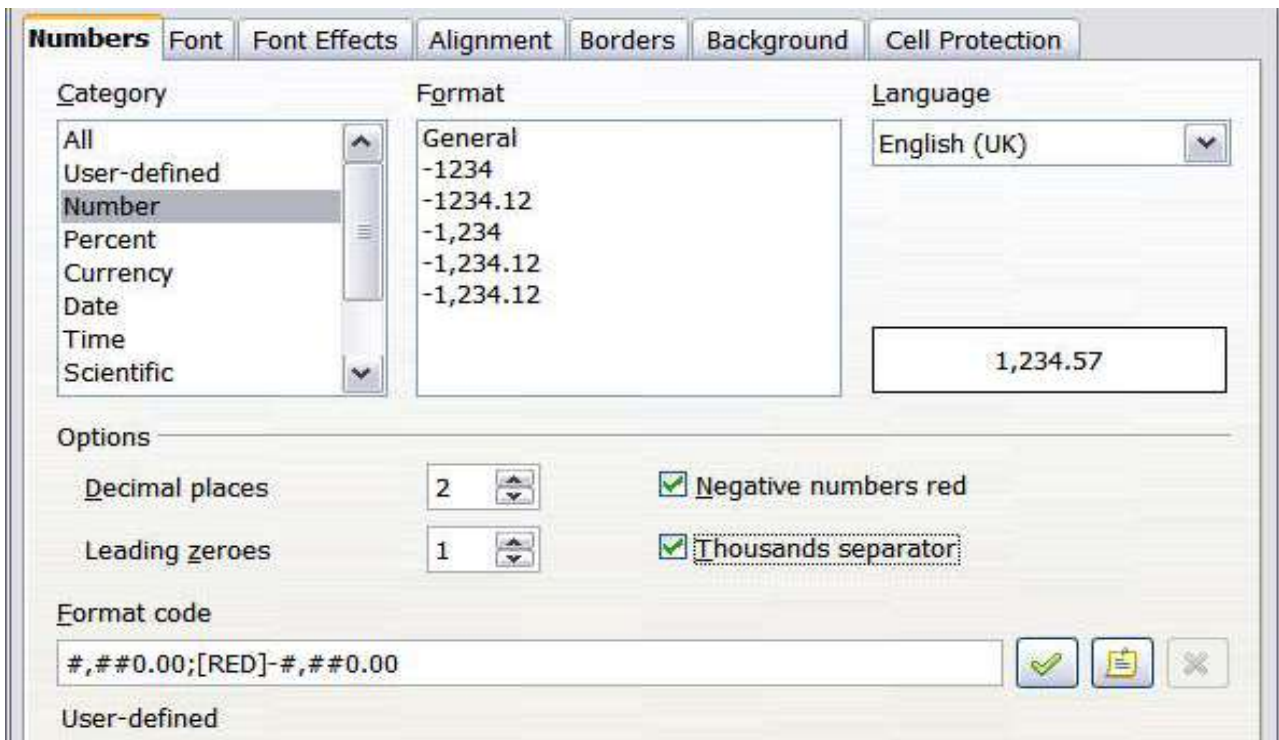 Numbers Font Font Effects Alignment Borders Background Cell Protection
Category
All
User-defined
Number
Percent
Currency
Date
Time
Scientific
Format
General
-1234
-1234.12
-1,234
-1,234.12
-1,234.12
Language
English (UK)
1,234.57
Options
Decimal places 2 Negative numbers red
Leading zeroes 1 Thousands separator
Format code
#,##0.00;[RED]-#,##0.00
User-defined